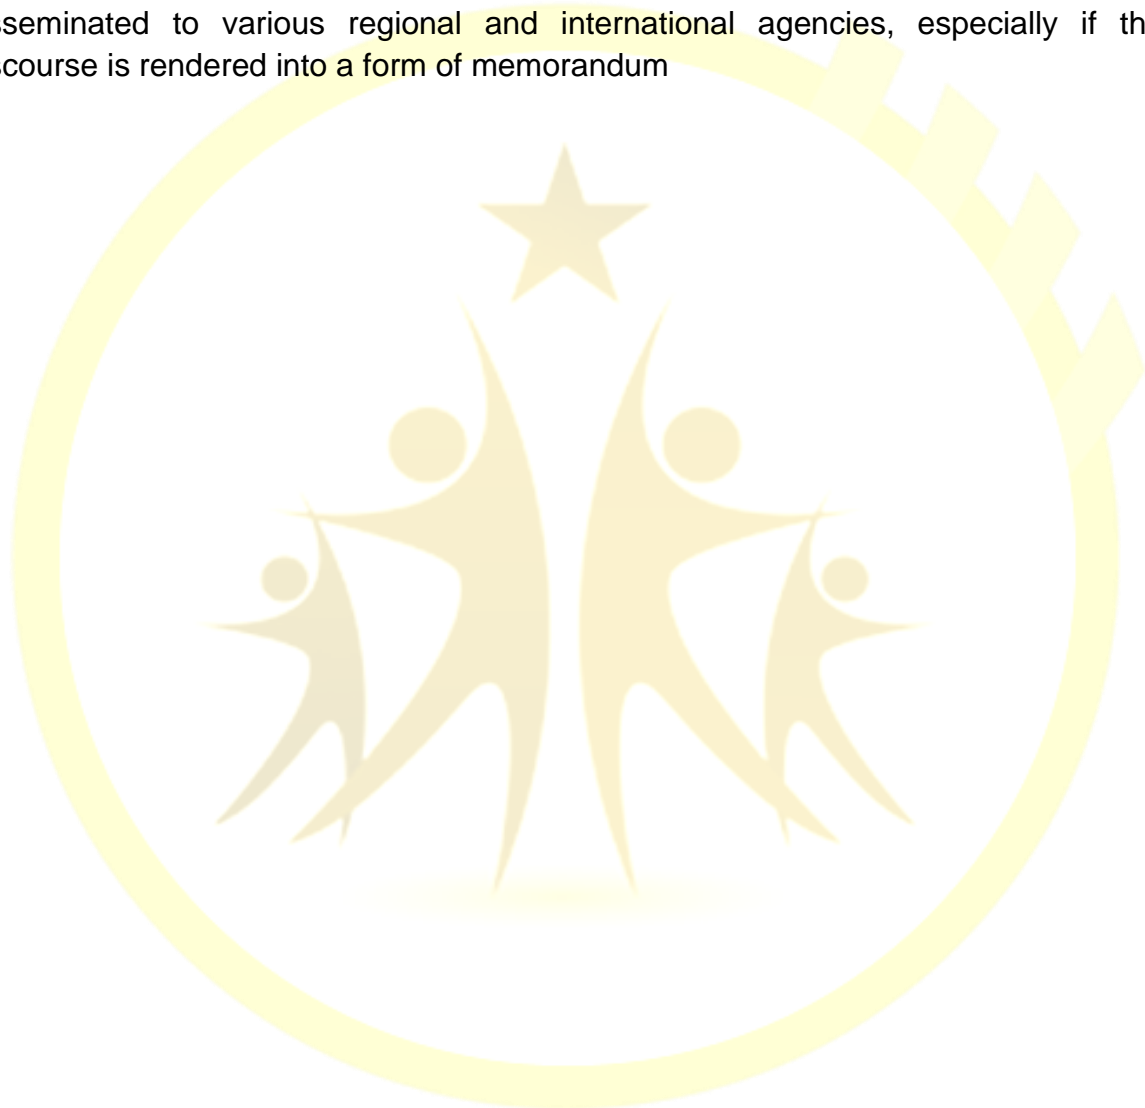 sseminated to various regional and international agencies, especially if th
scourse is rendered into a form of memorandum